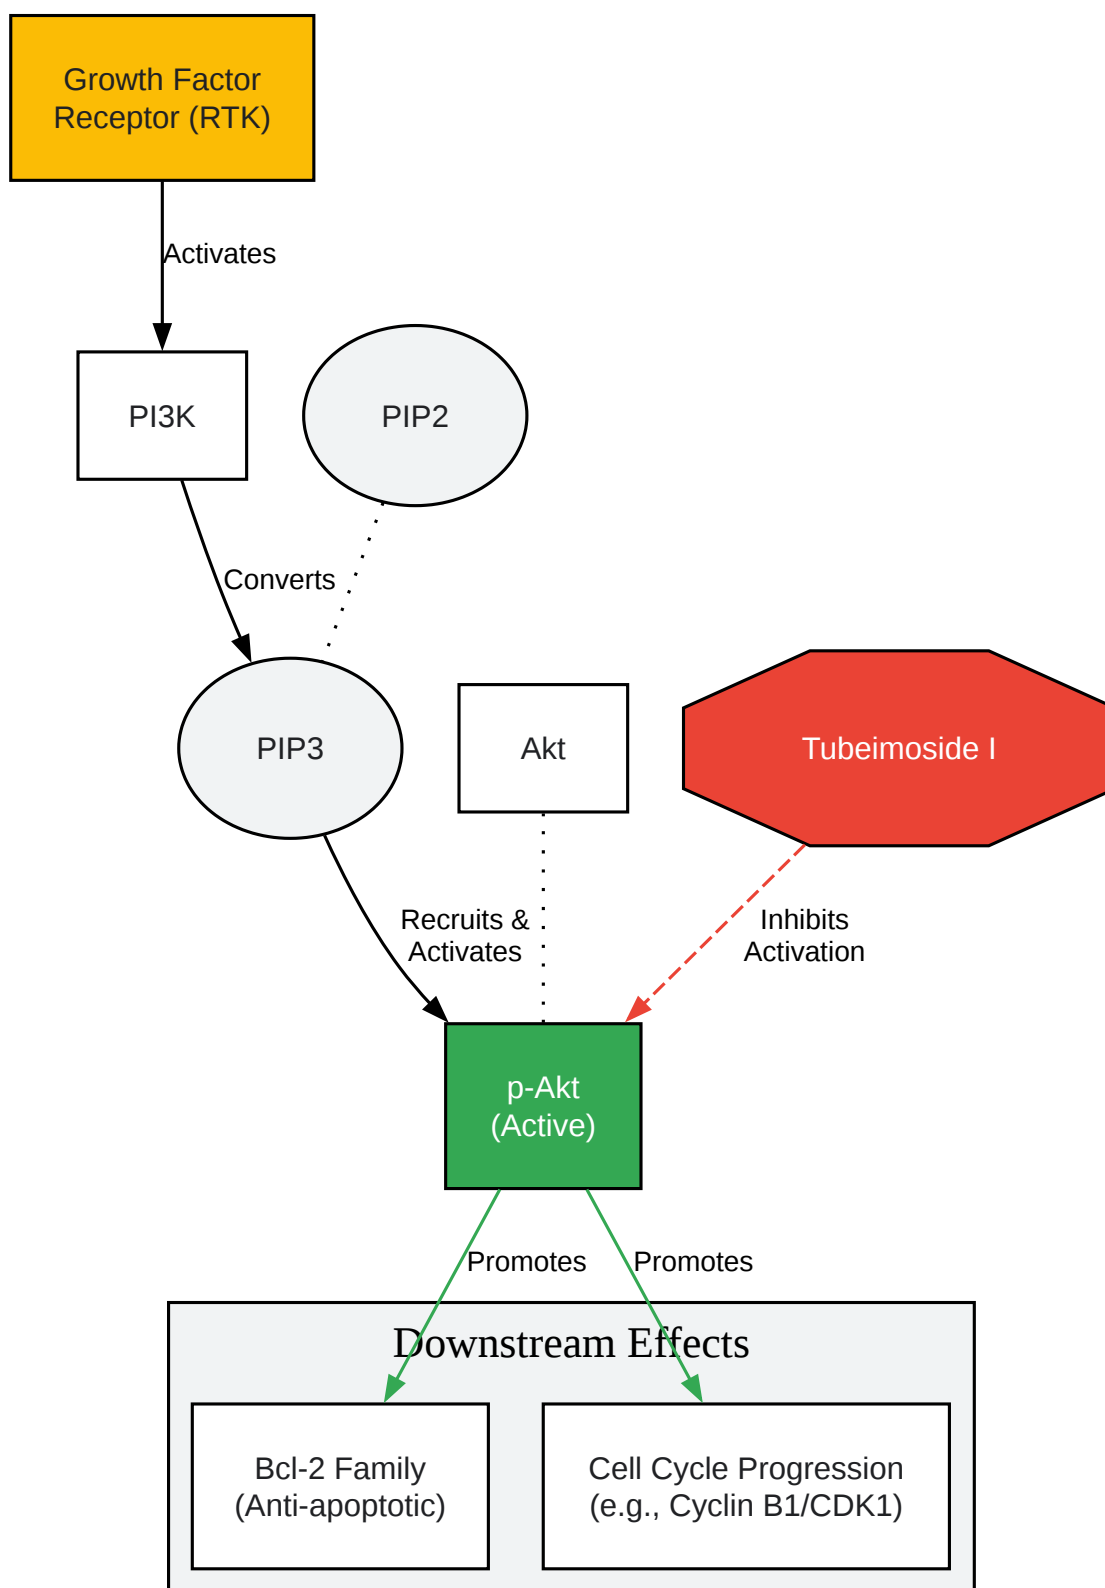 Growth Factor
Receptor (RTK)
Activates
PI3K
PIP2
Converts
PIP3
Akt
Tubeimoside I
Recruits &
Activates
Inhibits
Activation
p-Akt
(Active)
Promotes
Promotes
Downstream Effects
Bcl-2 Family
(Anti-apoptotic)
Cell Cycle Progression
(e.g., Cyclin B1/CDK1)